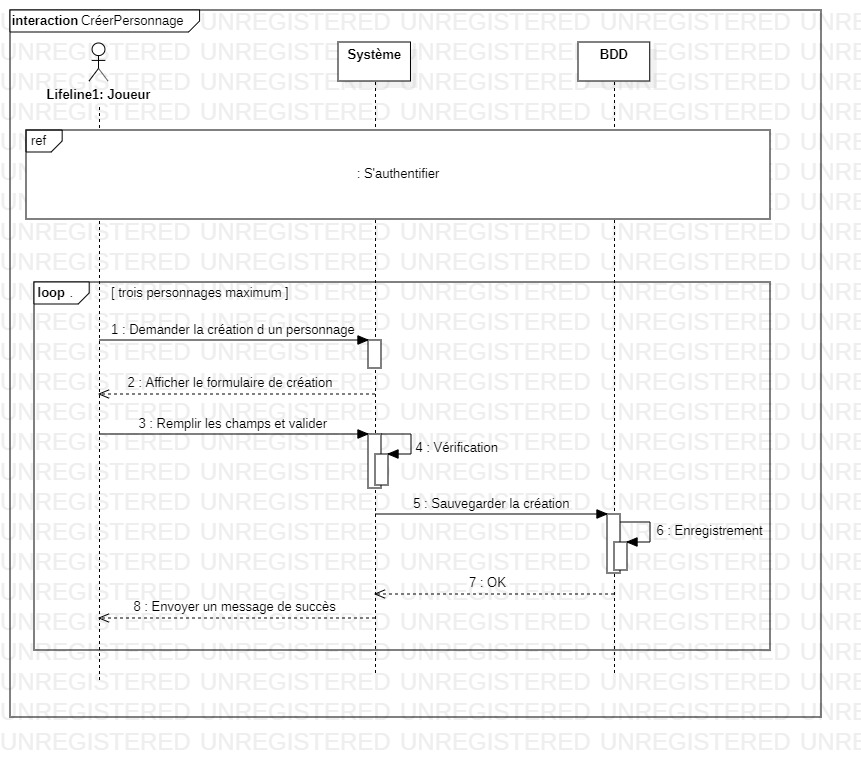 interaction CréerPersonnage
Système
BDD
Lifeline1: Joueur
ref
: S'authentifier
loop .
[ trois personnages maximum ]
1 : Demander la création d un personnage
2 : Afficher le formulaire de création
3 : Remplir les champs et valider
4 : Vérification
5 : Sauvegarder la création
6 : Enregistrement
7 : OK
8 : Envoyer un message de succès
UNREGISTERED UNREGISTERED UNREGISTERED UNREGISTERED UNREGISTERED